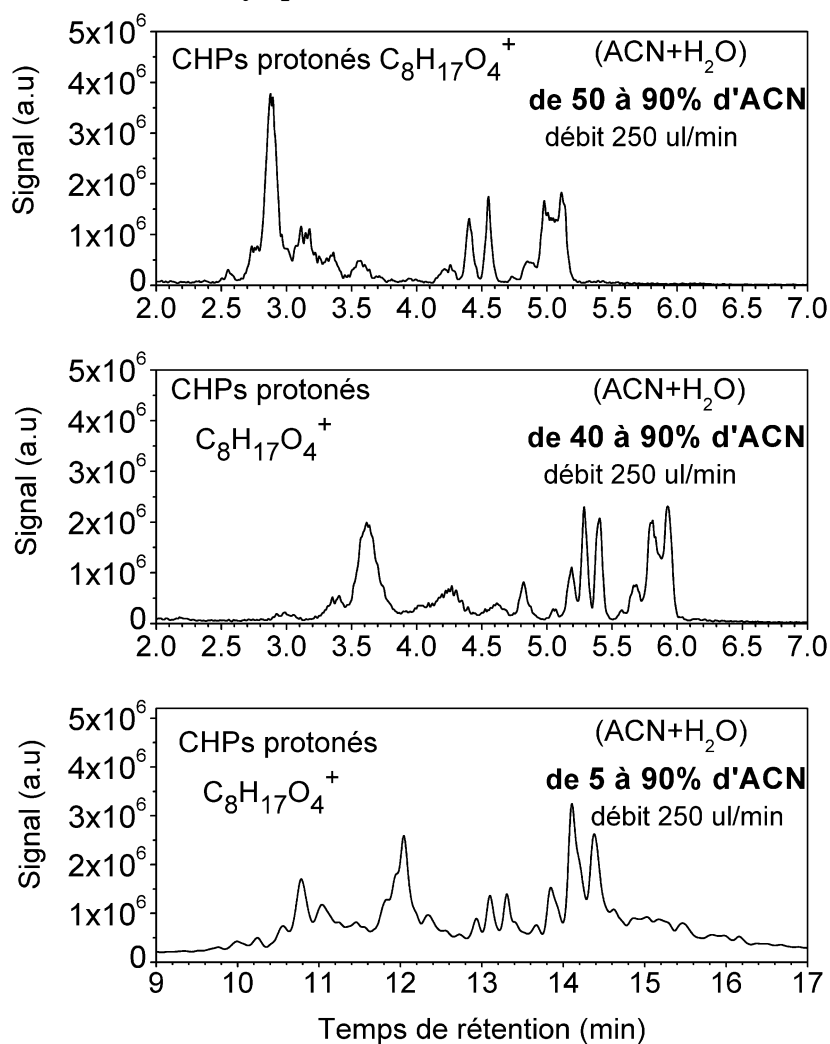 5x10⁶
4x10⁶
3x10⁶
2x10⁶
1x10⁶
0
Signal (a.u)
CHPs protonés C₈H₁₇O₄⁺
(ACN+H₂O)
de 50 à 90% d'ACN
débit 250 ul/min
2.0 2.5 3.0 3.5 4.0 4.5 5.0 5.5 6.0 6.5 7.0
5x10⁶
4x10⁶
3x10⁶
2x10⁶
1x10⁶
0
Signal (a.u)
CHPs protonés
C₈H₁₇O₄⁺
(ACN+H₂O)
de 40 à 90% d'ACN
débit 250 ul/min
2.0 2.5 3.0 3.5 4.0 4.5 5.0 5.5 6.0 6.5 7.0
5x10⁶
4x10⁶
3x10⁶
2x10⁶
1x10⁶
0
Signal (a.u)
CHPs protonés
C₈H₁₇O₄⁺
(ACN+H₂O)
de 5 à 90% d'ACN
débit 250 ul/min
9 10 11 12 13 14 15 16 17
Temps de rétention (min)